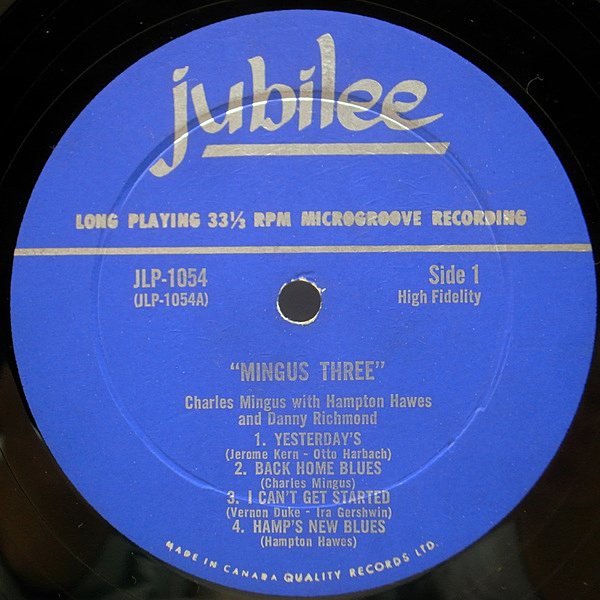 jubilee
LONG PLAYING 33⅓ RPM MICROGROOVE RECORDING
JLP-1054
(JLP-1054A)
Side 1
High Fidelity
"MINGUS THREE"
Charles Mingus with Hampton Hawes
and Danny Richmond
1. YESTERDAY'S
(Jerome Kern - Otto Harbach)
2. BACK HOME BLUES
(Charles Mingus)
3. I CAN'T GET STARTED
(Vernon Duke - Ira Gershwin)
4. HAMP'S NEW BLUES
(Hampton Hawes)
MADE IN CANADA QUALITY RECORDS LTD.